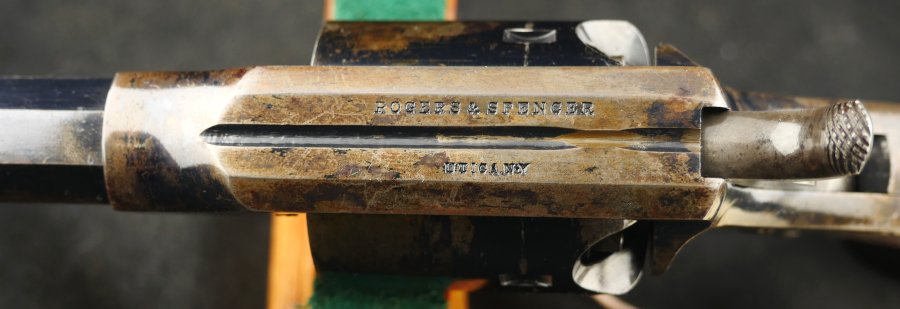 ROGERS & SPENCER
UTICA N.Y